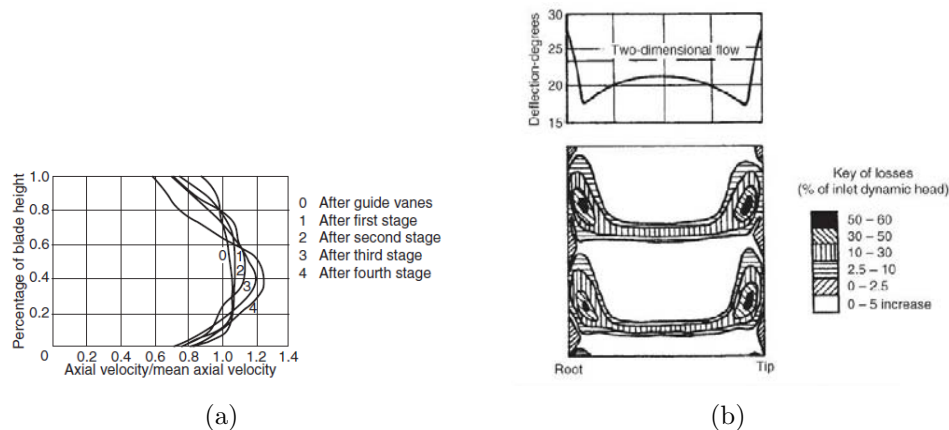 (a)
Percentage of blade height
1.0
0.8
0.6
0.4
0.2
0
0 0.2 0.4 0.6 0.8 1.0 1.2 1.4
Axial velocity/mean axial velocity
0
1
2
3
4
0 After guide vanes
1 After first stage
2 After second stage
3 After third stage
4 After fourth stage
(a)
(b)
Deflection-degrees
30
25
20
15
Two-dimensional flow
Root
Tip
Key of losses
(% of inlet dynamic head)
50 – 60
30 – 50
10 – 30
2.5 – 10
0 – 2.5
0 – 5 increase
(b)